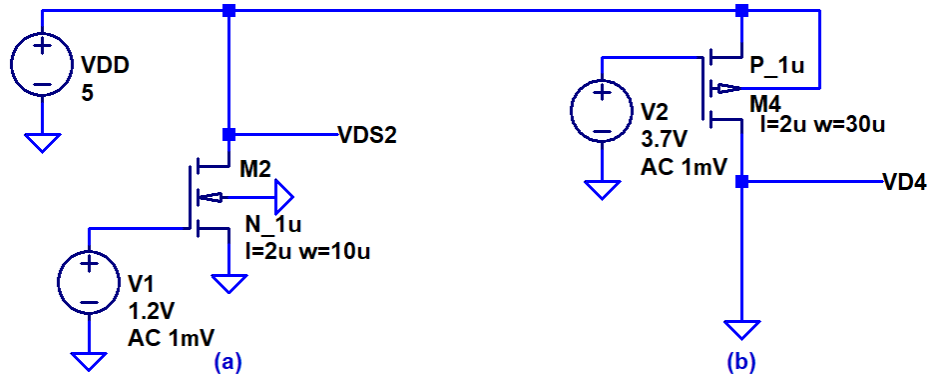 VDD
5
VDS2
M2
N_1u
l=2u w=10u
V1
1.2V
AC 1mV
(a)
P_1u
M4
l=2u w=30u
V2
3.7V
AC 1mV
VD4
(b)